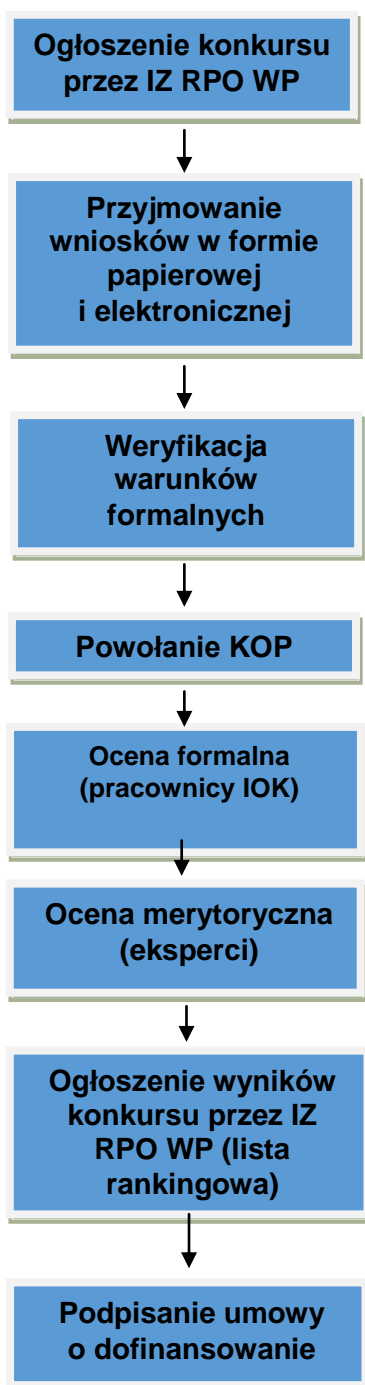 Ogłoszenie konkursu
przez IZ RPO WP
Przyjmowanie
wniosków w formie
papierowej
i elektronicznej
Weryfikacja
warunków
formalnych
Powołanie KOP
Ocena formalna
(pracownicy IOK)
Ocena merytoryczna
(eksperci)
Ogłoszenie wyników
konkursu przez IZ
RPO WP (lista
rankingowa)
Podpisanie umowy
o dofinansowanie